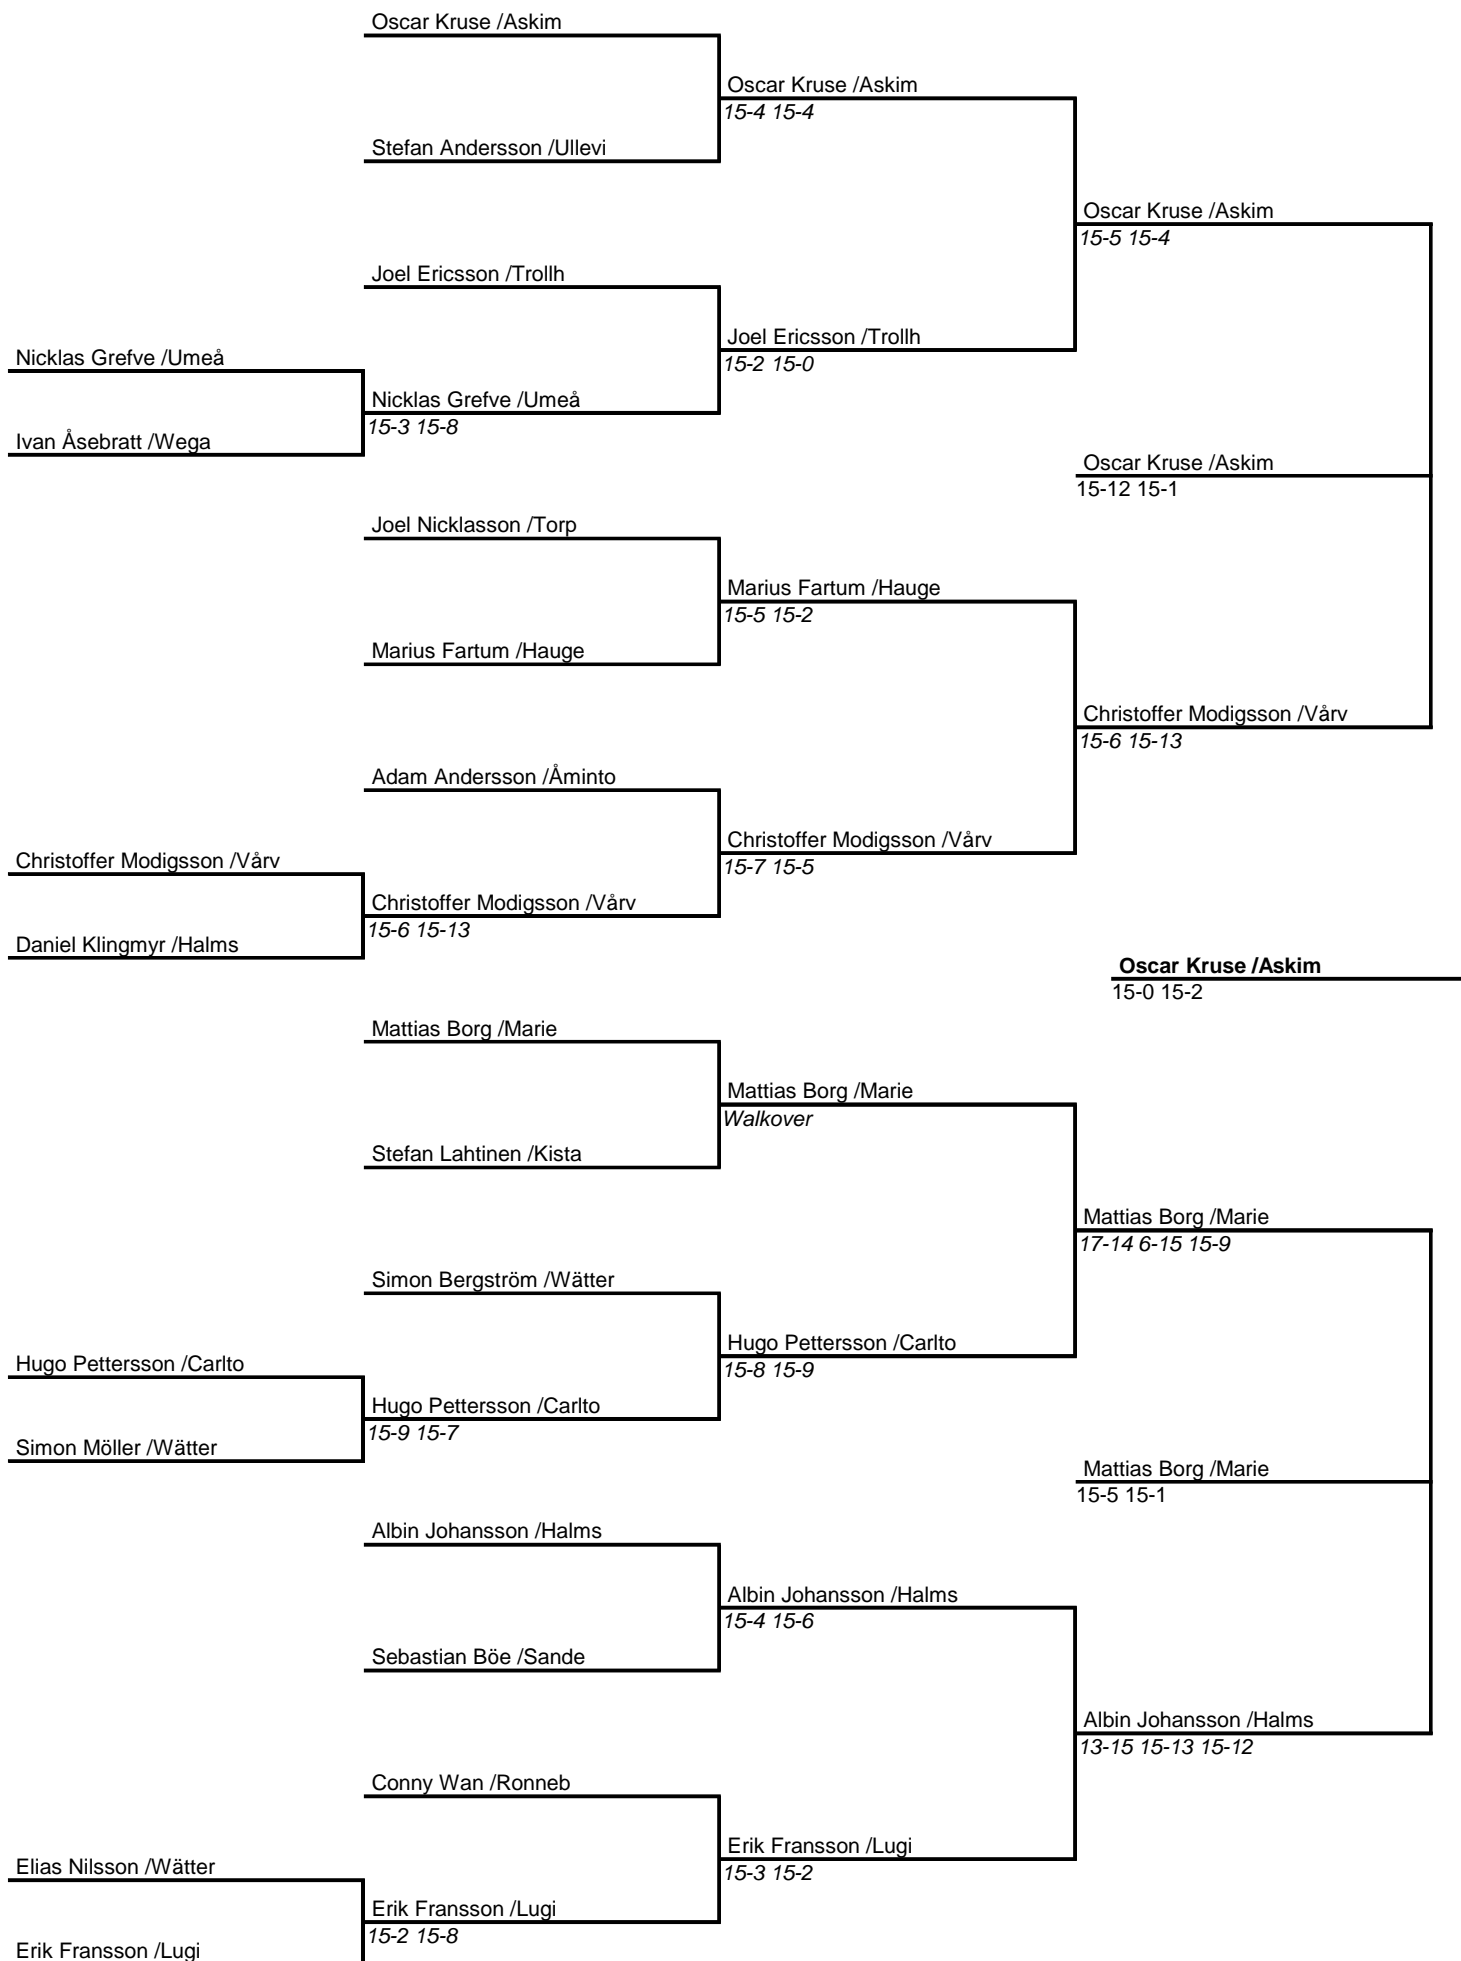 Oscar Kruse /Askim
Oscar Kruse /Askim
15-4 15-4
Stefan Andersson /Ullevi
Oscar Kruse /Askim
15-5 15-4
Joel Ericsson /Trollh
Joel Ericsson /Trollh
15-2 15-0
Nicklas Grefve /Umeå
Nicklas Grefve /Umeå
15-3 15-8
Ivan Åsebratt /Wega
Oscar Kruse /Askim
15-12 15-1
Joel Nicklasson /Torp
Marius Fartum /Hauge
15-5 15-2
Marius Fartum /Hauge
Christoffer Modigsson /Vårv
15-6 15-13
Adam Andersson /Åminto
Christoffer Modigsson /Vårv
15-7 15-5
Christoffer Modigsson /Vårv
Christoffer Modigsson /Vårv
15-6 15-13
Daniel Klingmyr /Halms
Oscar Kruse /Askim
15-0 15-2
Mattias Borg /Marie
Mattias Borg /Marie
Walkover
Stefan Lahtinen /Kista
Mattias Borg /Marie
17-14 6-15 15-9
Simon Bergström /Wätter
Hugo Pettersson /Carlto
15-8 15-9
Hugo Pettersson /Carlto
Hugo Pettersson /Carlto
15-9 15-7
Simon Möller /Wätter
Mattias Borg /Marie
15-5 15-1
Albin Johansson /Halms
Albin Johansson /Halms
15-4 15-6
Sebastian Böe /Sande
Albin Johansson /Halms
13-15 15-13 15-12
Conny Wan /Ronneb
Erik Fransson /Lugi
15-3 15-2
Elias Nilsson /Wätter
Erik Fransson /Lugi
15-2 15-8
Erik Fransson /Lugi